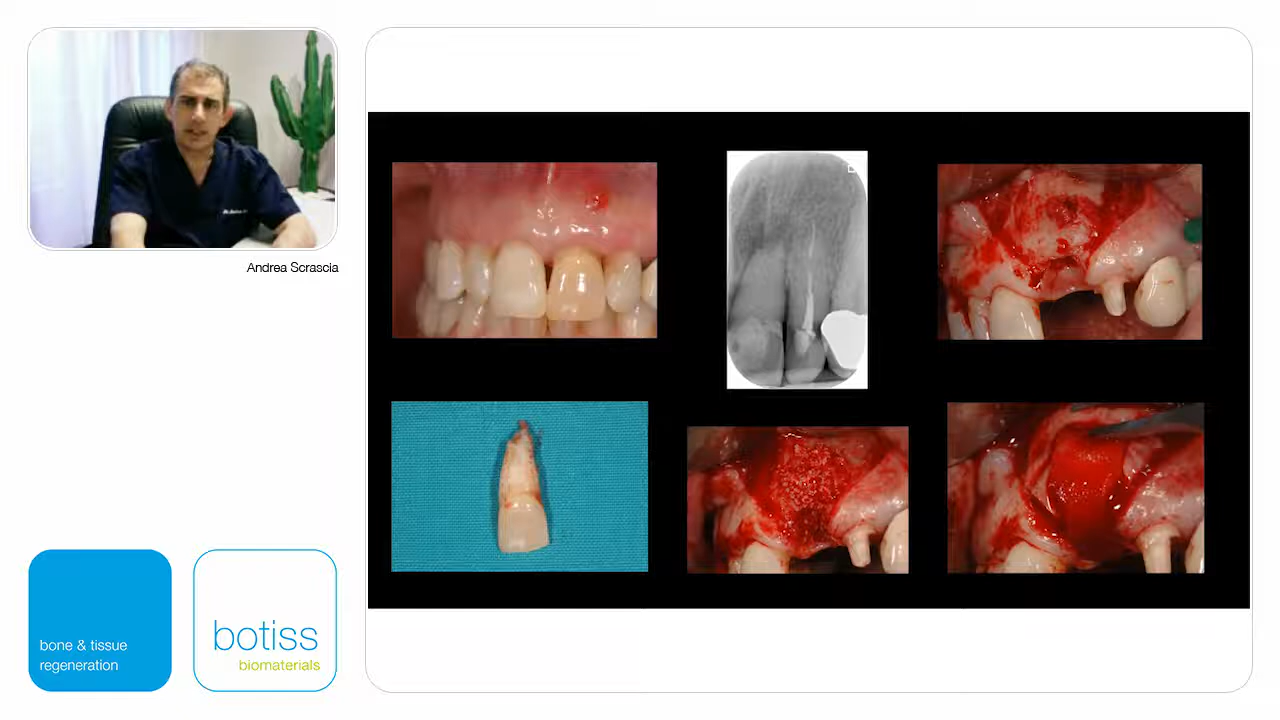 Andrea Scrascia
bone & tissue
regeneration
botiss
biomaterials